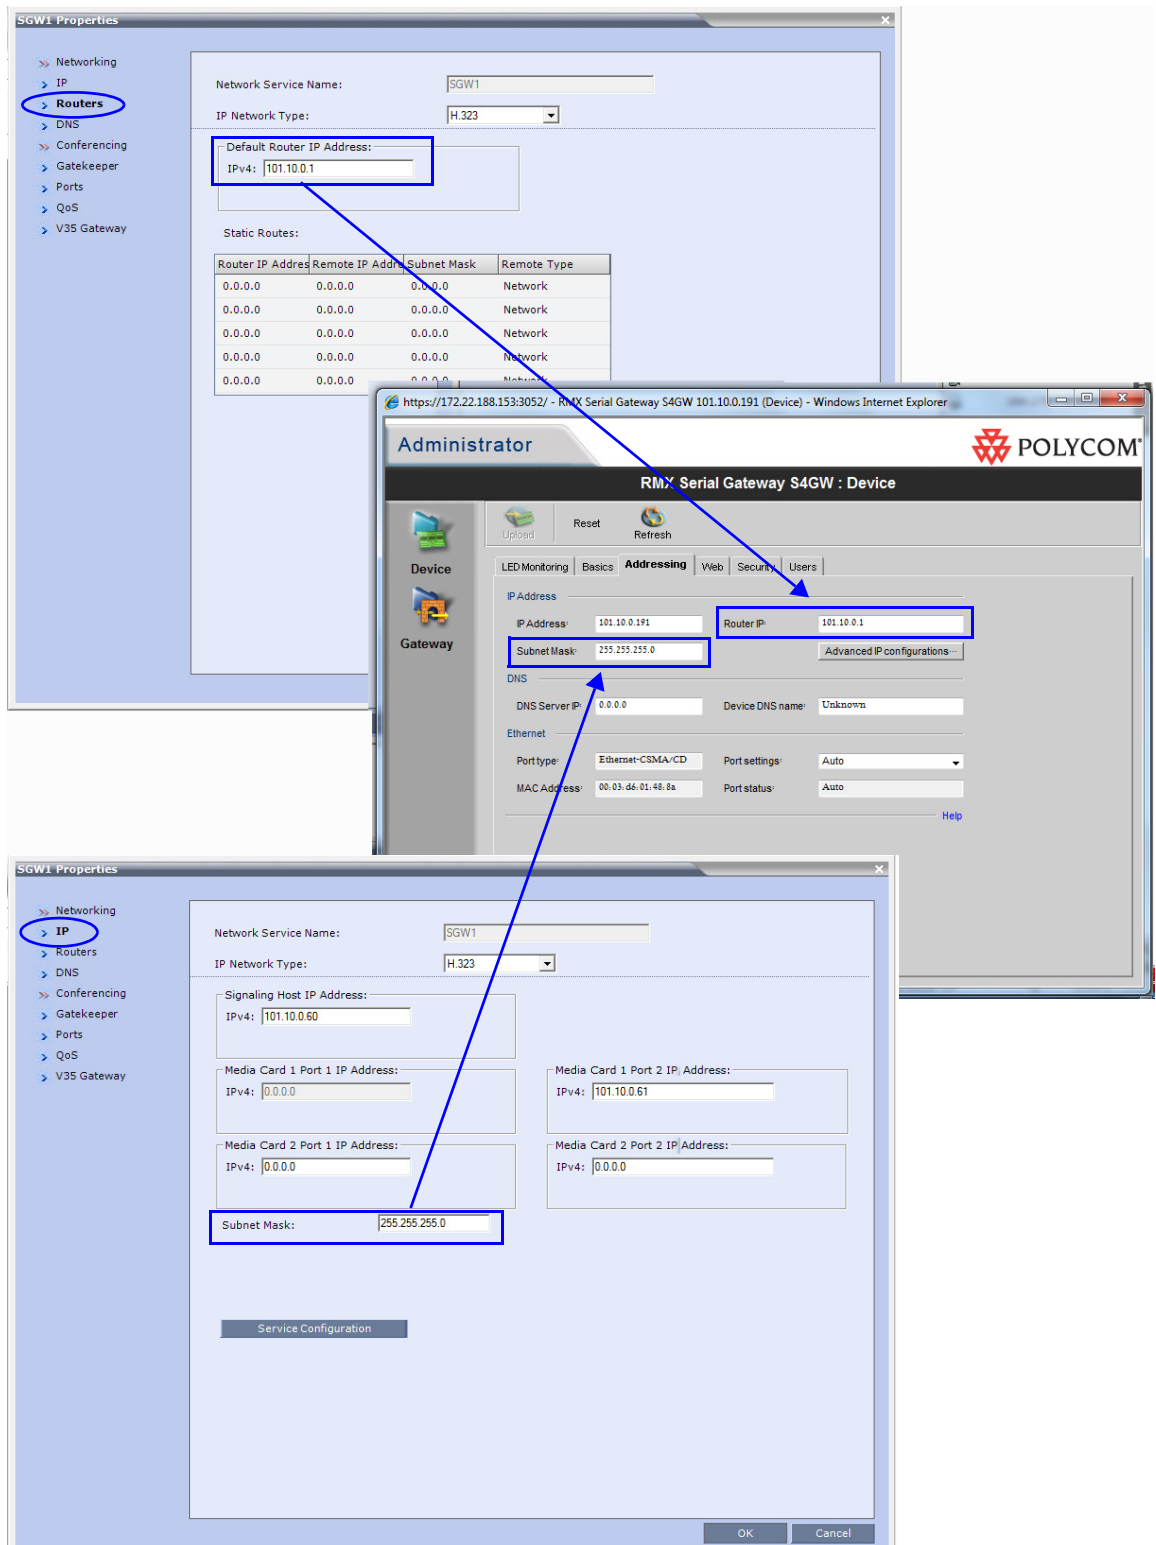 SGW1 Properties
Networking
IP
Routers
DNS
Conferencing
Gatekeeper
Ports
QoS
V35 Gateway
Network Service Name: SGW1
IP Network Type: H.323
Default Router IP Address:
IPv4: 101.10.0.1
Static Routes:
Router IP Addres Remote IP Addre Subnet Mask Remote Type
0.0.0.0 0.0.0.0 0.0.0.0 Network
0.0.0.0 0.0.0.0 0.0.0.0 Network
0.0.0.0 0.0.0.0 0.0.0.0 Network
0.0.0.0 0.0.0.0 0.0.0.0 Network
0.0.0.0 0.0.0.0 0.0.0.0 Network
https://172.22.188.153:3052/ - RMX Serial Gateway S4GW 101.10.0.191 (Device) - Windows Internet Explorer
Administrator
POLYCOM
RMX Serial Gateway S4GW : Device
Device
Gateway
Upload Reset Refresh
LED Monitoring Basics Addressing Web Security Users
IP Address
IP Address: 101.10.0.191 Router IP: 101.10.0.1
Subnet Mask: 255.255.255.0 Advanced IP configurations...
DNS
DNS Server IP: 0.0.0.0 Device DNS name: Unknown
Ethernet
Port type: Ethernet-CSMA/CD Port settings: Auto
MAC Address: 00:03:d6:01:48:8a Port status: Auto
Help
SGW1 Properties
Networking
IP
Routers
DNS
Conferencing
Gatekeeper
Ports
QoS
V35 Gateway
Network Service Name: SGW1
IP Network Type: H.323
Signaling Host IP Address:
IPv4: 101.10.0.60
Media Card 1 Port 1 IP Address: Media Card 1 Port 2 IP Address:
IPv4: 0.0.0.0 IPv4: 101.10.0.61
Media Card 2 Port 1 IP Address: Media Card 2 Port 2 IP Address:
IPv4: 0.0.0.0 IPv4: 0.0.0.0
Subnet Mask: 255.255.255.0
Service Configuration
OK Cancel